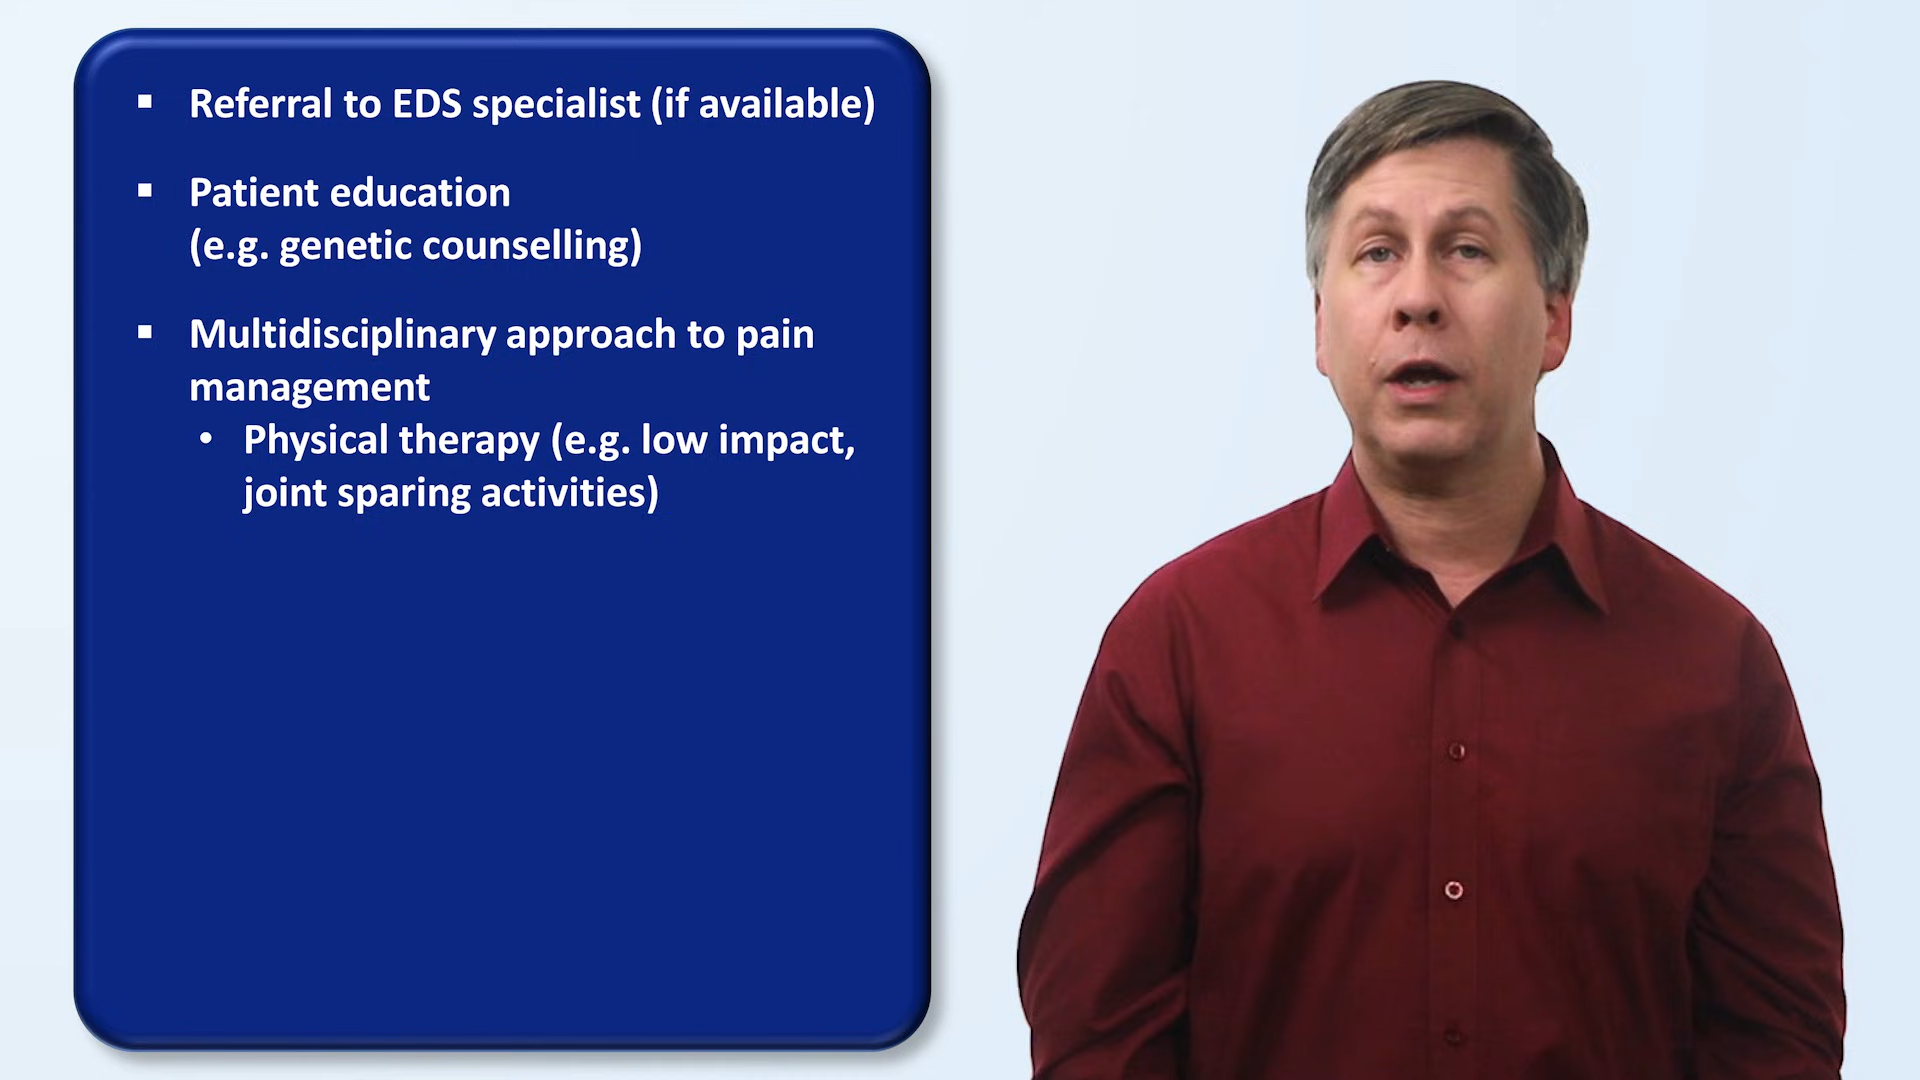 Referral to EDS specialist (if available)
Patient education
(e.g. genetic counselling)
Multidisciplinary approach to pain
management
Physical therapy (e.g. low impact,
joint sparing activities)